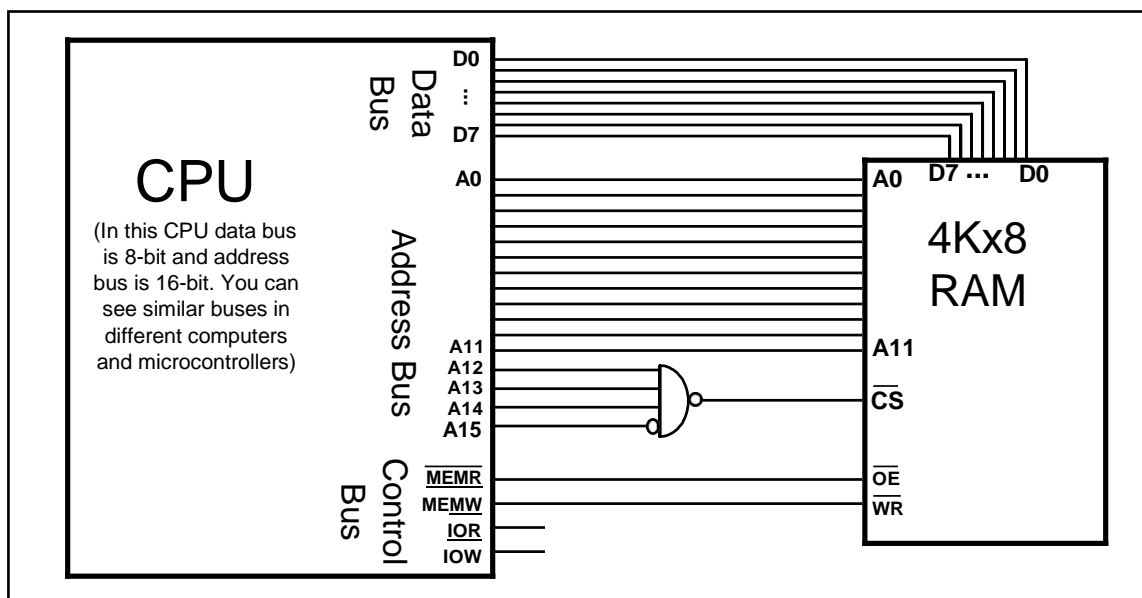 D0
Data
Bus
...
D7
A0
CPU
(In this CPU data bus
is 8-bit and address
bus is 16-bit. You can
see similar buses in
different computers
and microcontrollers)
Address Bus
A11
A12
A13
A14
A15
Control
Bus
MEMR
MEMW
IOR
IOW
D7 ... D0
A0
4Kx8
RAM
A11
CS
OE
WR